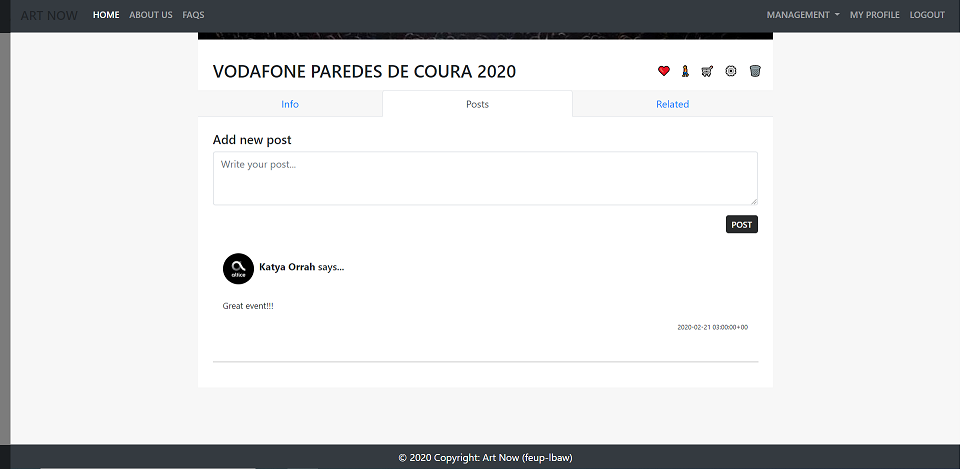 ART NOW HOME ABOUT US FAQS MANAGEMENT MY PROFILE LOGOUT
VODAFONE PAREDES DE COURA 2020
Info Posts Related
Add new post
Write your post...
POST
altice
Katya Orrah says...
Great event!!!
2020-02-21 03:00:00+00
© 2020 Copyright: Art Now (feup-lbaw)